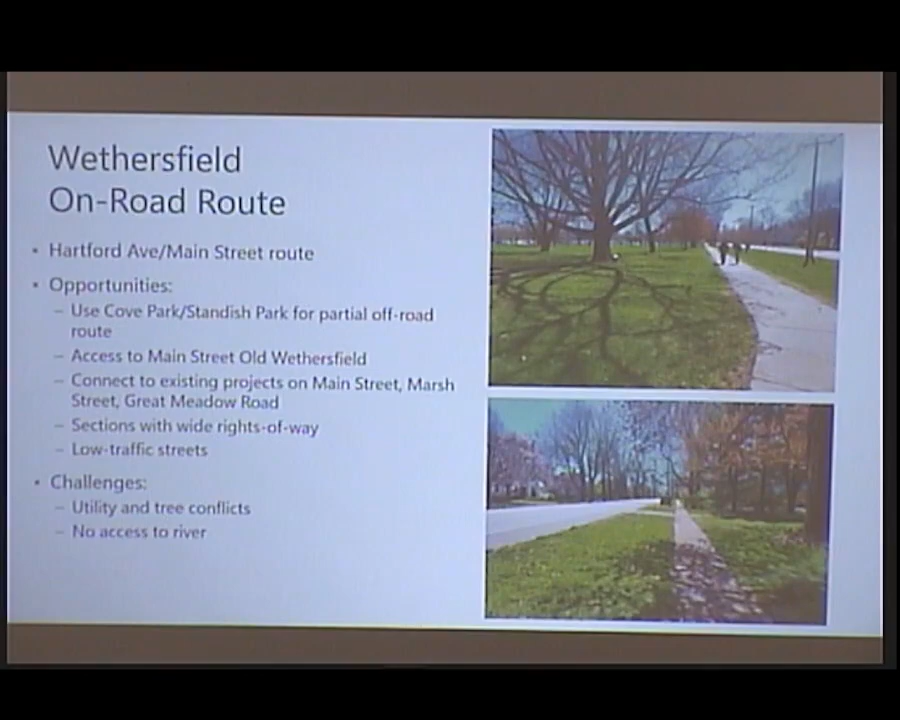 Wethersfield
On-Road Route
• Hartford Ave/Main Street route
• Opportunities:
– Use Cove Park/Standish Park for partial off-road
route
– Access to Main Street Old Wethersfield
– Connect to existing projects on Main Street, Marsh
Street, Great Meadow Road
– Sections with wide rights-of-way
– Low-traffic streets
• Challenges:
– Utility and tree conflicts
– No access to river